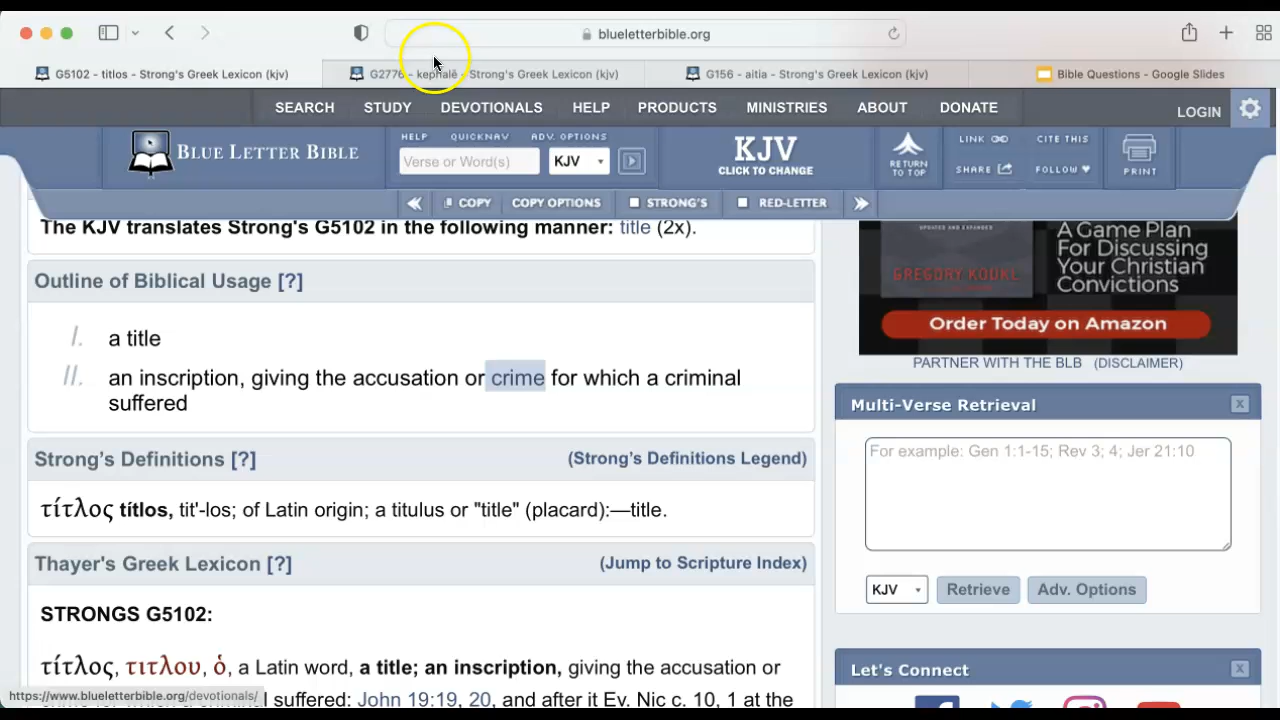 blueletterbible.org
G5102 - titlos - Strong's Greek Lexicon (kjv)
G2776 - kephalē - Strong's Greek Lexicon (kjv)
G156 - aitia - Strong's Greek Lexicon (kjv)
Bible Questions - Google Slides
SEARCH STUDY DEVOTIONALS HELP PRODUCTS MINISTRIES ABOUT DONATE LOGIN
BLUE LETTER BIBLE
HELP QUICKNAV ADV. OPTIONS
Verse or Word(s) KJV
KJV
CLICK TO CHANGE
RETURN
TO TOP
LINK CITE THIS
SHARE FOLLOW
PRINT
COPY COPY OPTIONS STRONG'S RED-LETTER
The KJV translates Strong's G5102 in the following manner: title (2x).
Outline of Biblical Usage [?]
I. a title
II. an inscription, giving the accusation or crime for which a criminal
suffered
Strong's Definitions [?] (Strong's Definitions Legend)
τίτλος títlos, tit'-los; of Latin origin; a titulus or "title" (placard):—title.
Thayer's Greek Lexicon [?] (Jump to Scripture Index)
STRONGS G5102:
τίτλος, τιτλου, ὁ, a Latin word, a title; an inscription, giving the accusation or
crime for which a criminal suffered: John 19:19, 20, and after it Ev. Nic c. 10, 1 at the
https://www.blueletterbible.org/devotionals/
UPDATED AND EXPANDED
GREGORY KOUKL
A Game Plan
For Discussing
Your Christian
Convictions
Order Today on Amazon
PARTNER WITH THE BLB (DISCLAIMER)
Multi-Verse Retrieval x
For example: Gen 1:1-15; Rev 3; 4; Jer 21:10
KJV Retrieve Adv. Options
Let's Connect x